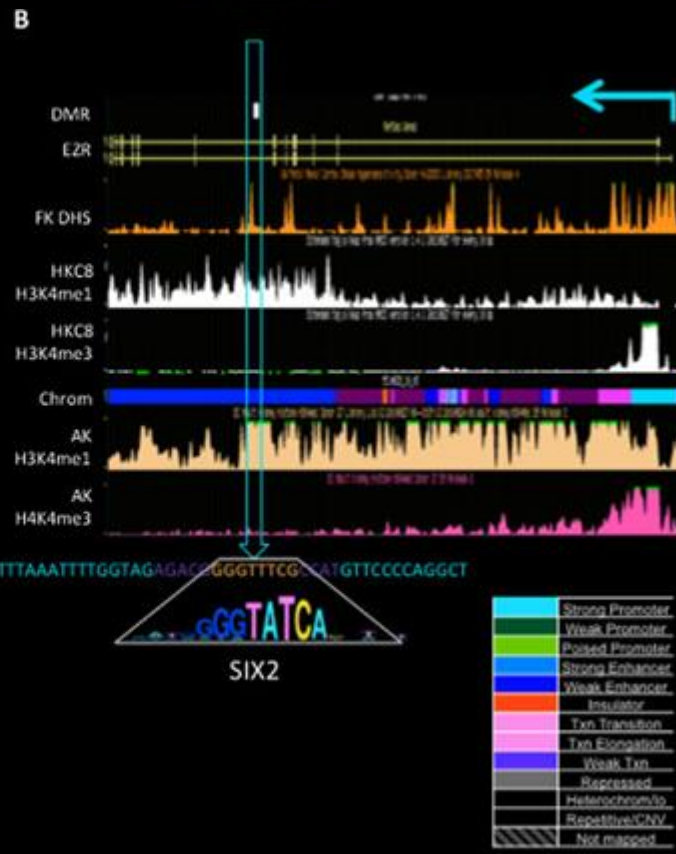 B
DMR
E2R
FK DHS
HKC8
H3K4me1
HKC8
H3K4me3
Chrom
AK
H3K4me1
AK
H4K4me3
TTTAAATTTTGGTAGAGACCGGGTTTCGCCATGTTCCCCAGGCT
GGGTATCA
SIX2
Strong Promoter
Weak Promoter
Poised Promoter
Strong Enhancer
Weak Enhancer
Insulator
Txn Transition
Txn Elongation
Weak Txn
Repressed
Heterochrom/lo
Repetitive/CNV
Not mapped